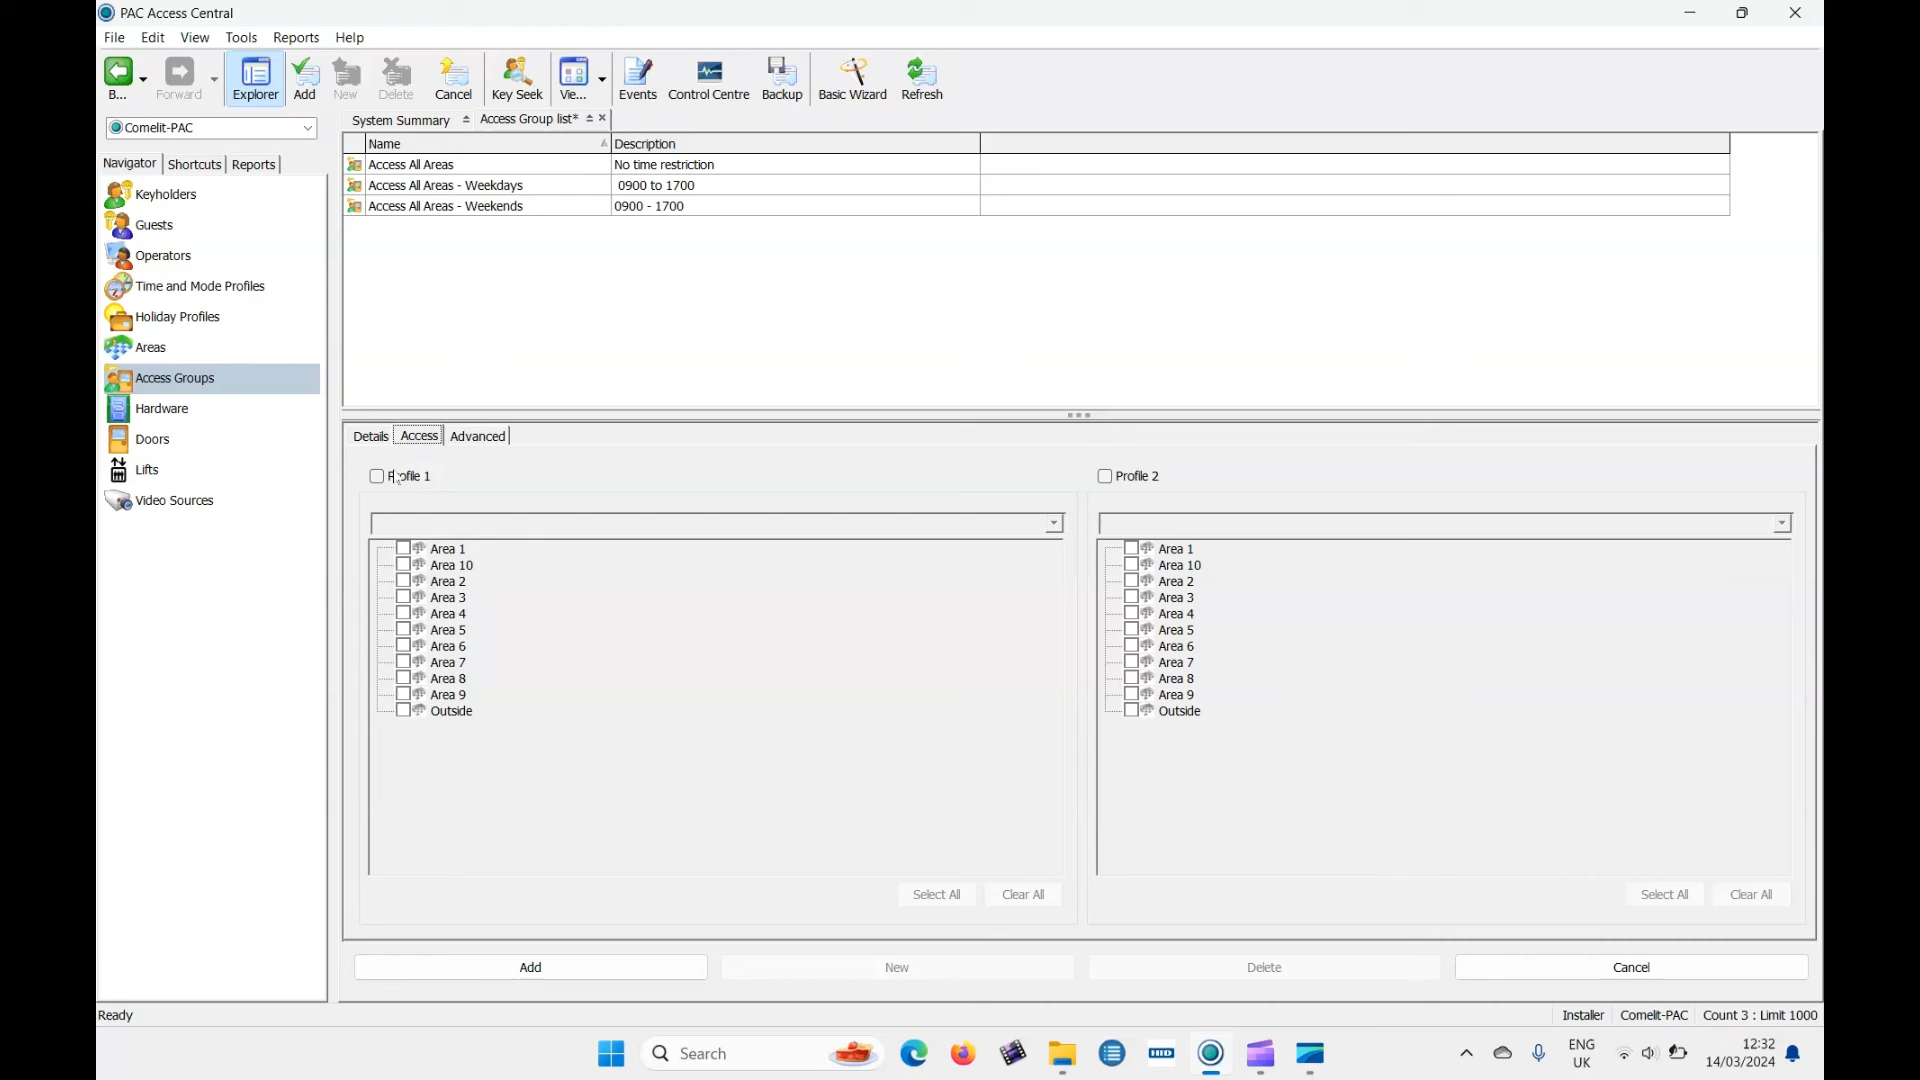 PAC Access Central
File Edit View Tools Reports Help
B... Forward Explorer Add New Delete Cancel Key Seek Vie... Events Control Centre Backup Basic Wizard Refresh
Comelit-PAC
System Summary Access Group list*
Navigator Shortcuts Reports
Name Description
Access All Areas No time restriction
Access All Areas - Weekdays 0900 to 1700
Access All Areas - Weekends 0900 - 1700
Keyholders
Guests
Operators
Time and Mode Profiles
Holiday Profiles
Areas
Access Groups
Hardware
Doors
Lifts
Video Sources
Details Access Advanced
Profile 1
Area 1
Area 10
Area 2
Area 3
Area 4
Area 5
Area 6
Area 7
Area 8
Area 9
Outside
Select All Clear All
Profile 2
Area 1
Area 10
Area 2
Area 3
Area 4
Area 5
Area 6
Area 7
Area 8
Area 9
Outside
Select All Clear All
Add New Delete Cancel
Ready Installer Comelit-PAC Count 3 : Limit 1000
Search
HID
ENG
UK
12:32
14/03/2024